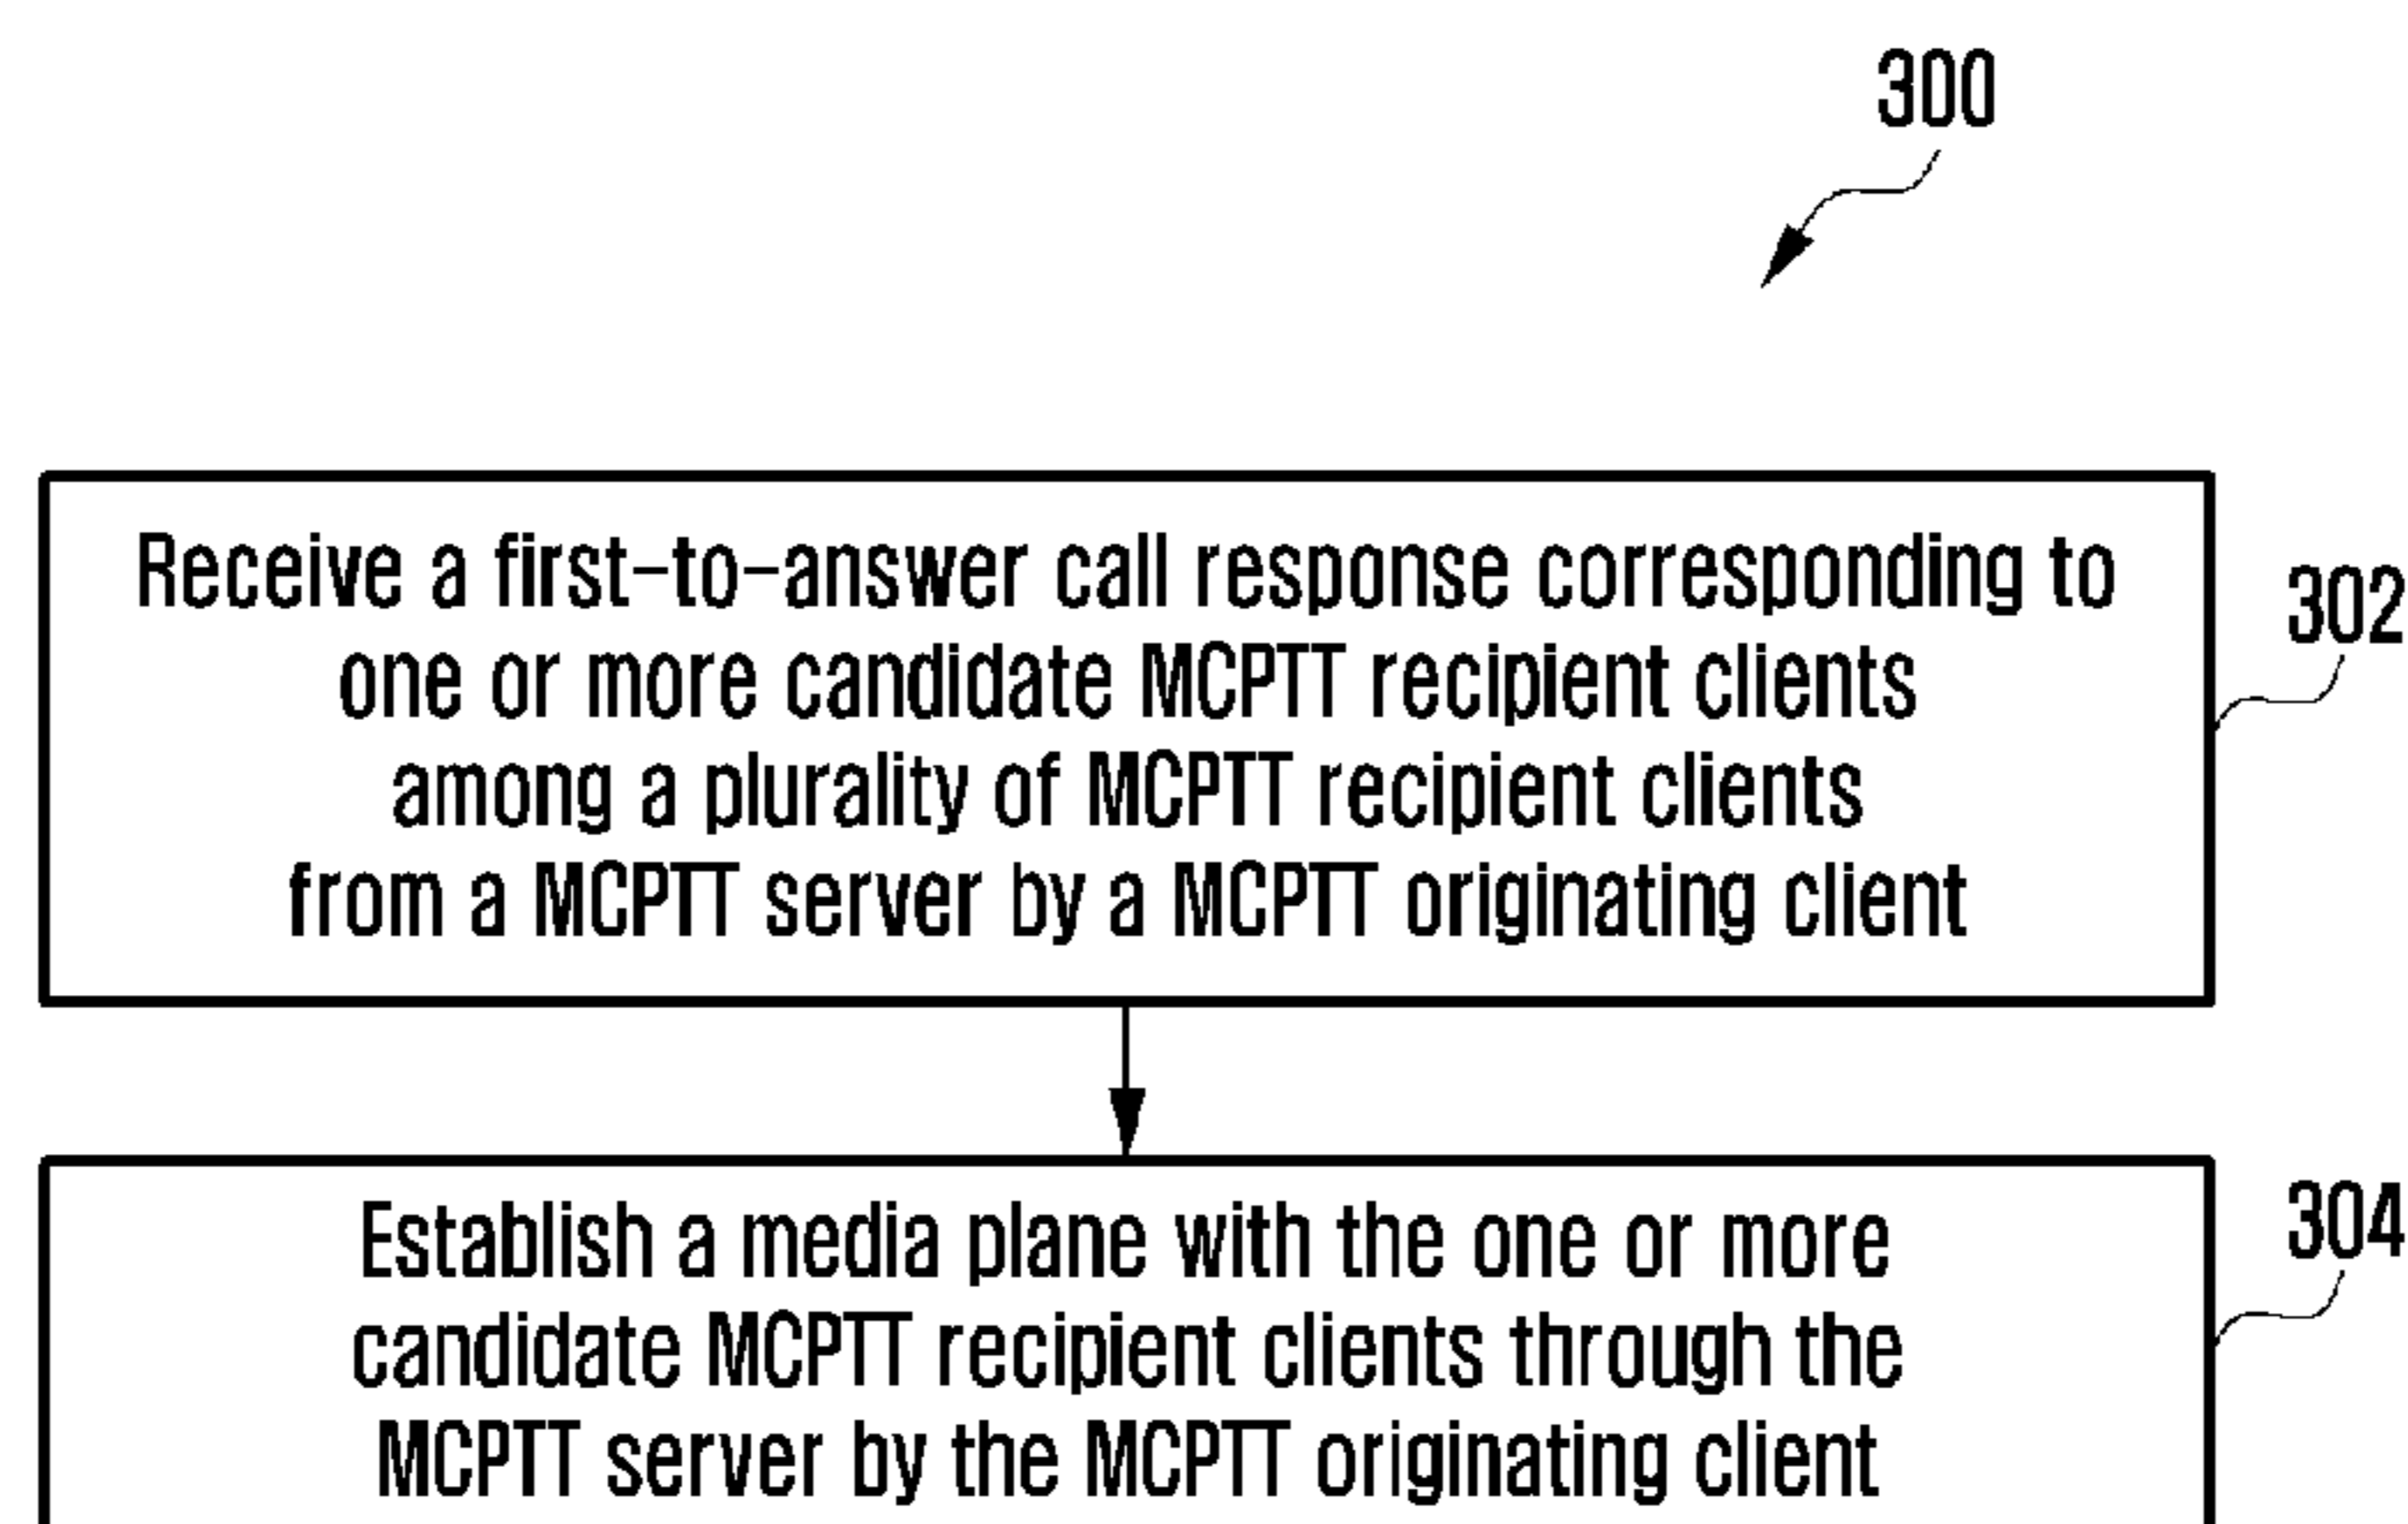 300
Receive a first-to-answer call response corresponding to
one or more candidate MCPTT recipient clients
among a plurality of MCPTT recipient clients
from a MCPTT server by a MCPTT originating client
302
Establish a media plane with the one or more
candidate MCPTT recipient clients through the
MCPTT server by the MCPTT originating client
304